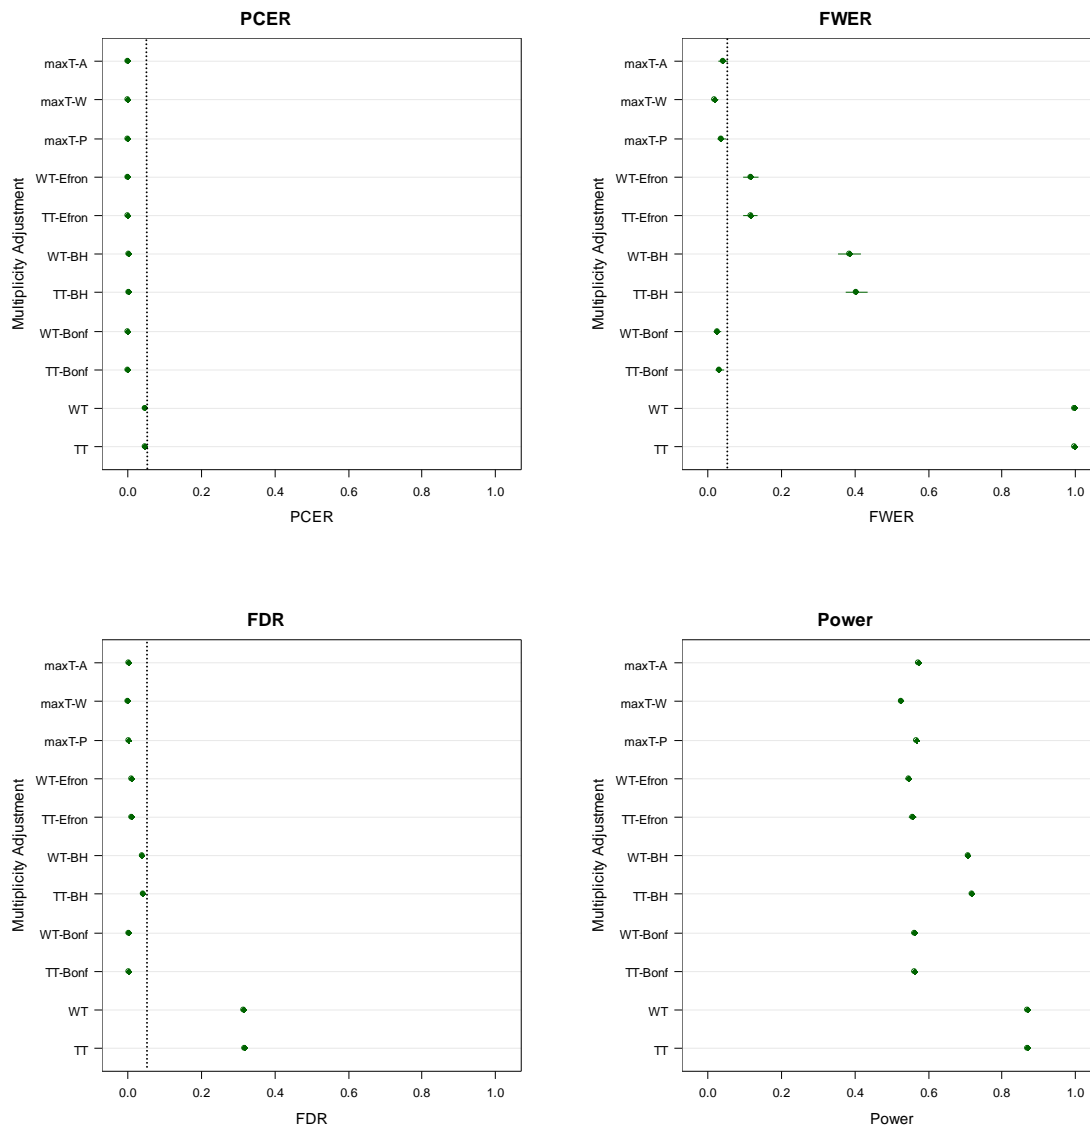 PCER
Multiplicity Adjustment
maxT-A
maxT-W
maxT-P
WT-Efron
TT-Efron
WT-BH
TT-BH
WT-Bonf
TT-Bonf
WT
TT
0.0 0.2 0.4 0.6 0.8 1.0
PCER
FWER
Multiplicity Adjustment
maxT-A
maxT-W
maxT-P
WT-Efron
TT-Efron
WT-BH
TT-BH
WT-Bonf
TT-Bonf
WT
TT
0.0 0.2 0.4 0.6 0.8 1.0
FWER
FDR
Multiplicity Adjustment
maxT-A
maxT-W
maxT-P
WT-Efron
TT-Efron
WT-BH
TT-BH
WT-Bonf
TT-Bonf
WT
TT
0.0 0.2 0.4 0.6 0.8 1.0
FDR
Power
Multiplicity Adjustment
maxT-A
maxT-W
maxT-P
WT-Efron
TT-Efron
WT-BH
TT-BH
WT-Bonf
TT-Bonf
WT
TT
0.0 0.2 0.4 0.6 0.8 1.0
Power